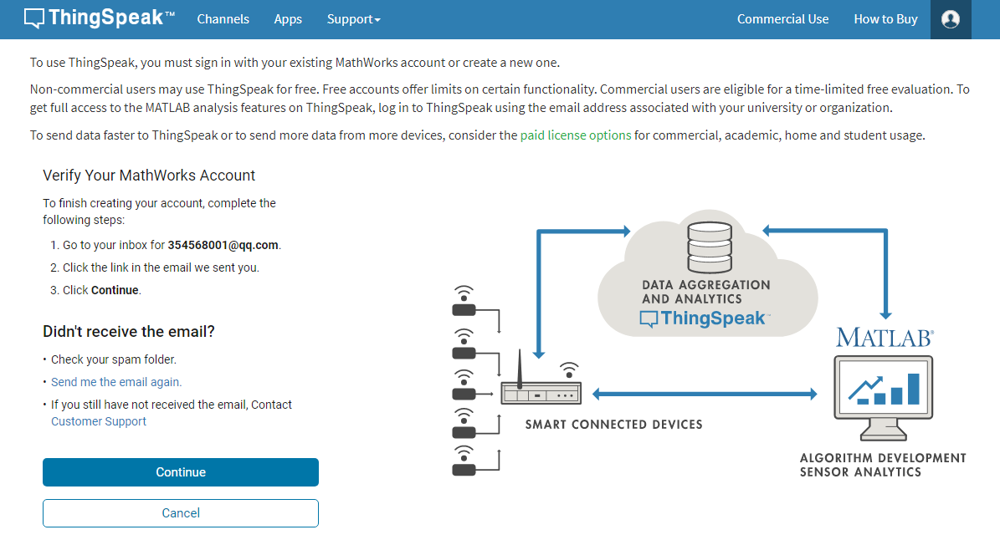 ThingSpeak™ Channels Apps Support Commercial Use How to Buy
To use ThingSpeak, you must sign in with your existing MathWorks account or create a new one.
Non-commercial users may use ThingSpeak for free. Free accounts offer limits on certain functionality. Commercial users are eligible for a time-limited free evaluation. To
get full access to the MATLAB analysis features on ThingSpeak, log in to ThingSpeak using the email address associated with your university or organization.
To send data faster to ThingSpeak or to send more data from more devices, consider the paid license options for commercial, academic, home and student usage.
Verify Your MathWorks Account
To finish creating your account, complete the
following steps:
1. Go to your inbox for 354568001@qq.com.
2. Click the link in the email we sent you.
3. Click Continue.
Didn't receive the email?
• Check your spam folder.
• Send me the email again.
• If you still have not received the email, Contact
Customer Support
Continue
Cancel
DATA AGGREGATION
AND ANALYTICS
ThingSpeak™
MATLAB®
SMART CONNECTED DEVICES
ALGORITHM DEVELOPMENT
SENSOR ANALYTICS